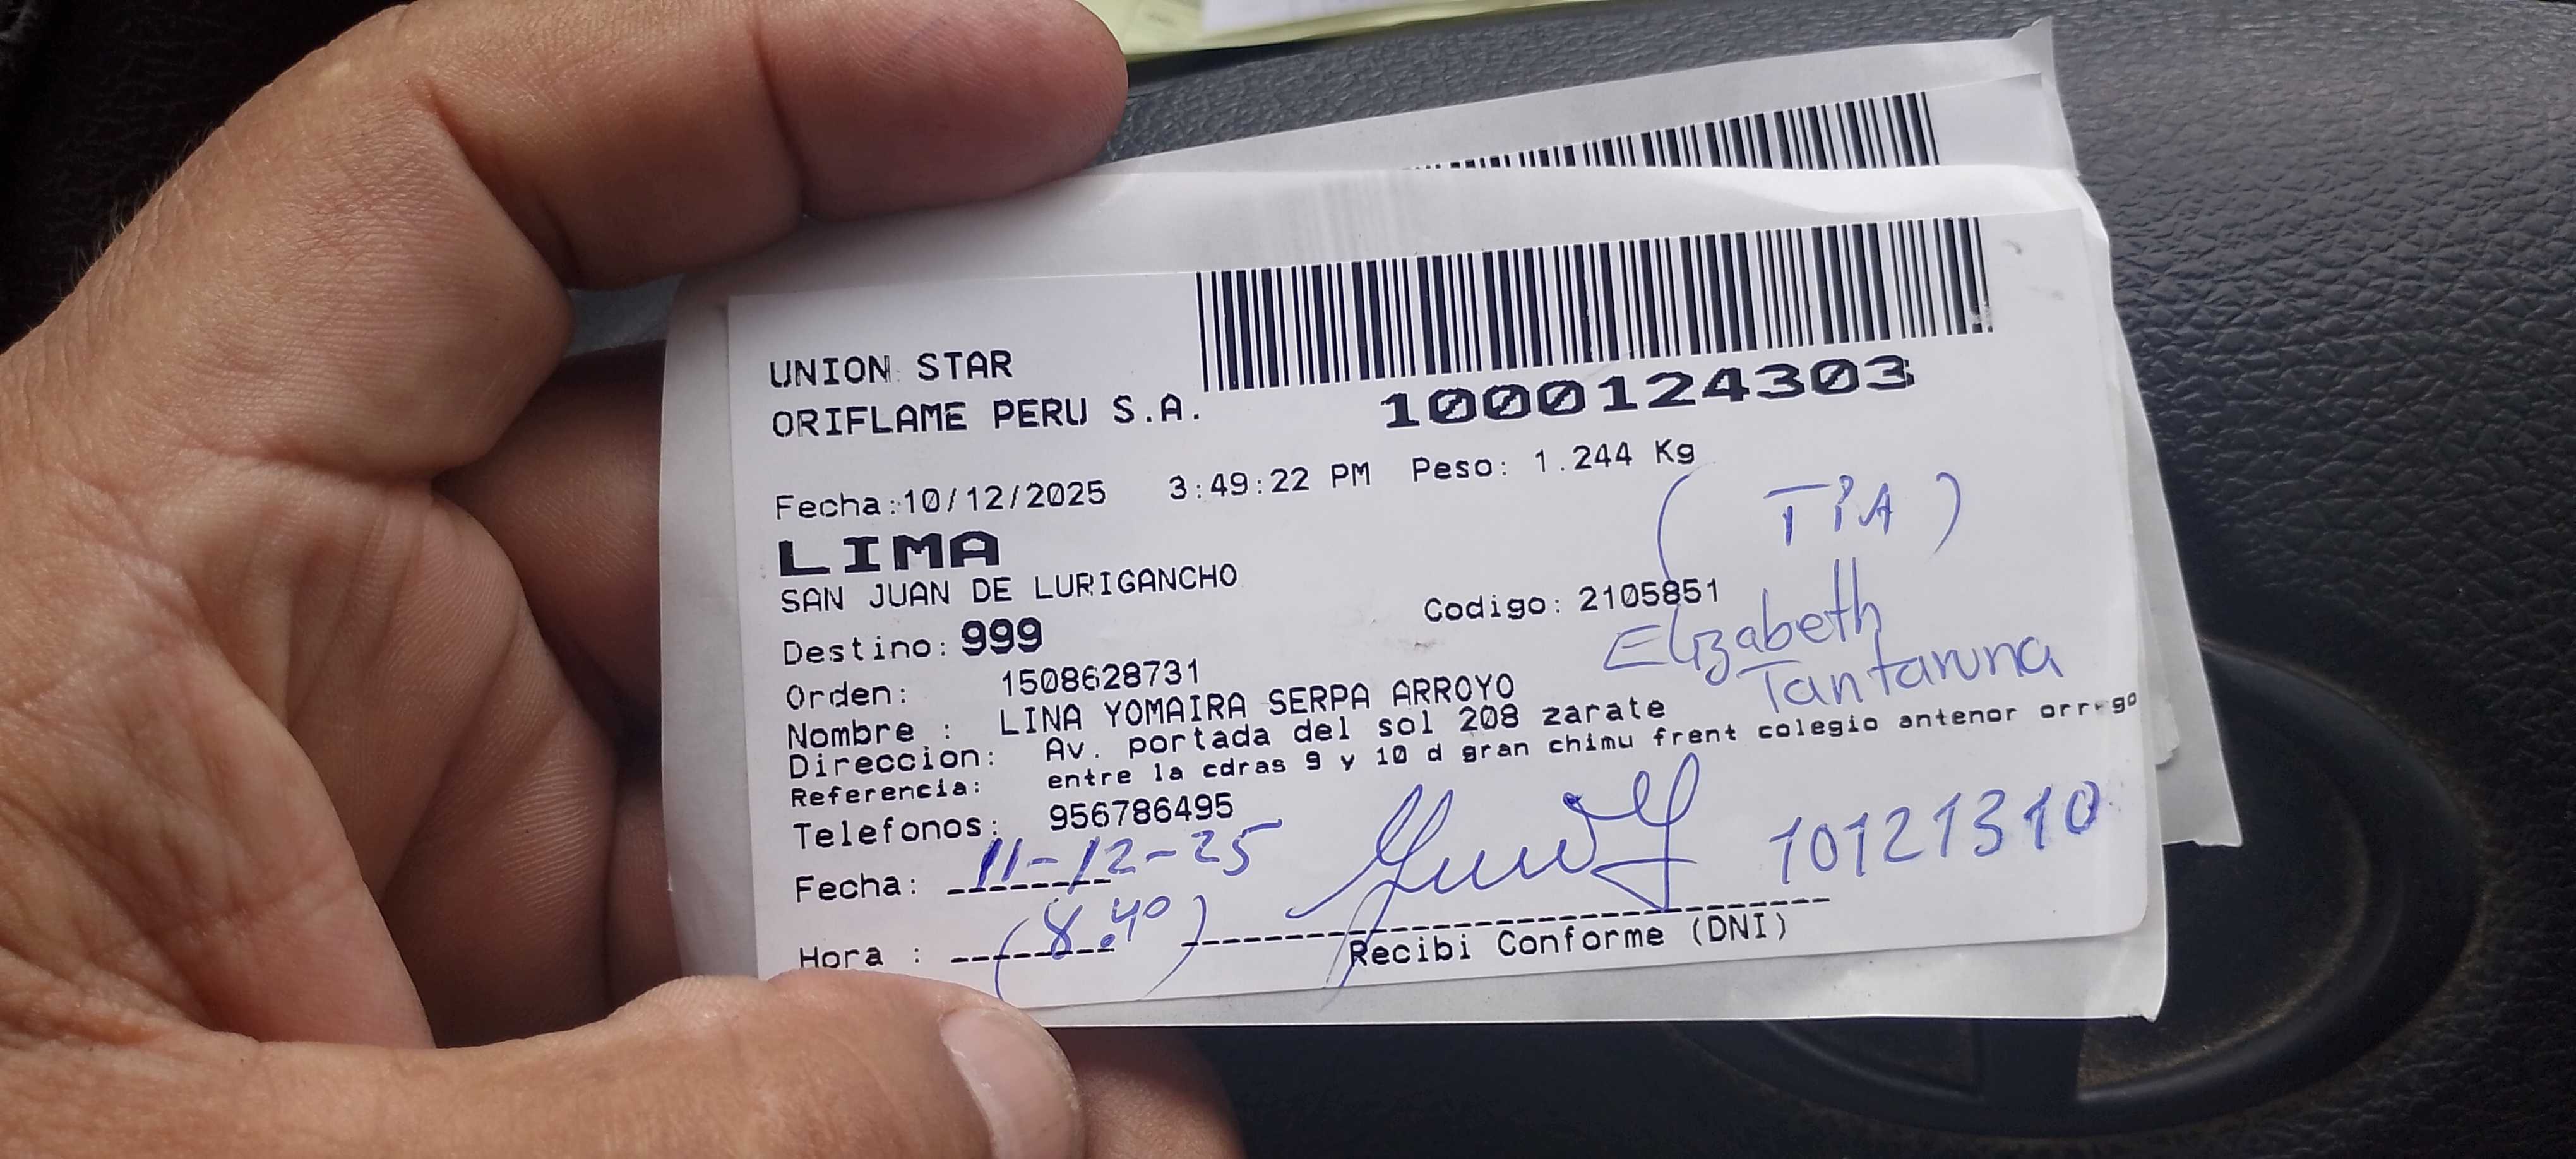 UNION STAR
ORIFLAME PERU S.A.
1000124303
Fecha:10/12/2025 3:49:22 PM Peso: 1.244 Kg
(TIA)
LIMA
SAN JUAN DE LURIGANCHO
Codigo: 2105851
Elizabeth
Tantaruna
Destino: 999
Orden: 1508628731
Nombre : LINA YOMAIRA SERPA ARROYO
Direccion: Av. portada del sol 208 zarate
Referencia: entre la cdras 9 y 10 d gran chimu frent colegio antenor orrego
Telefonos: 956786495
Fecha: 11-12-25
10121310
Hora : (8.40)
Recibi Conforme (DNI)